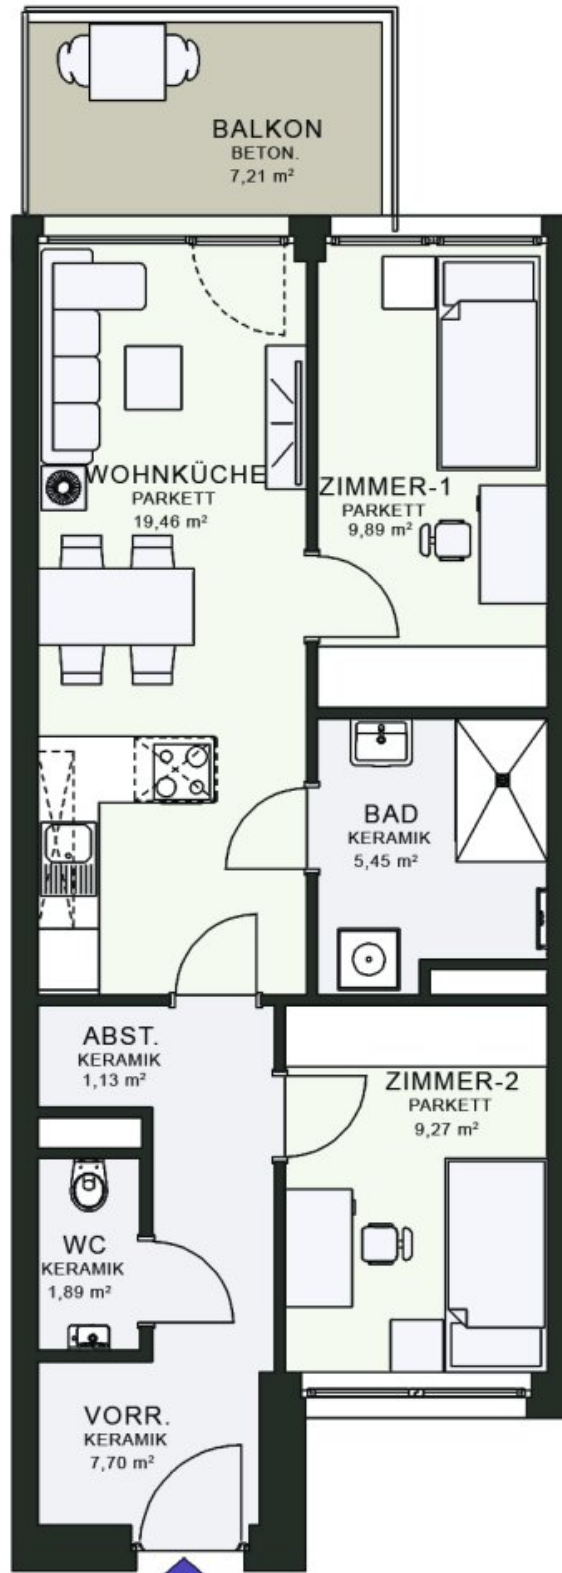 BALKON
BETON.
7,21 m²
WOHNKÜCHE
PARKETT
19,46 m²
ZIMMER-1
PARKETT
9,89 m²
BAD
KERAMIK
5,45 m²
ABST.
KERAMIK
1,13 m²
ZIMMER-2
PARKETT
9,27 m²
WC
KERAMIK
1,89 m²
VORR.
KERAMIK
7,70 m²